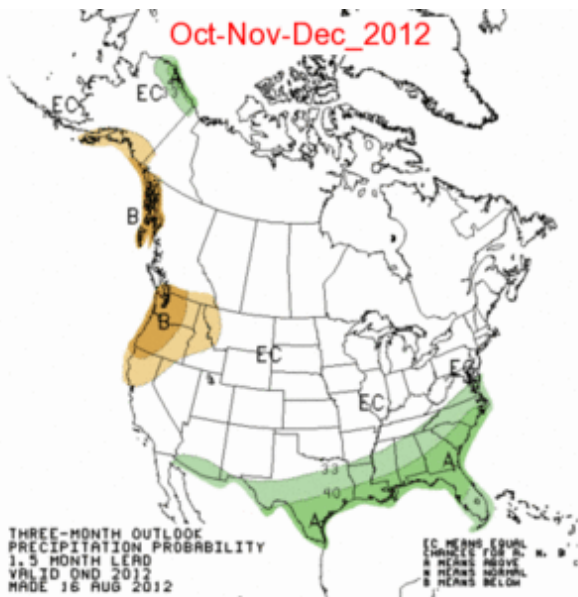 Oct-Nov-Dec_2012
EC
EC
B
B
EC
EC
EC
33
40
A
A
THREE-MONTH OUTLOOK
PRECIPITATION PROBABILITY
1.5 MONTH LEAD
VALID OND 2012
MADE 16 AUG 2012
EC MEANS EQUAL
CHANCES FOR A, N, B
A MEANS ABOVE
N MEANS NORMAL
B MEANS BELOW